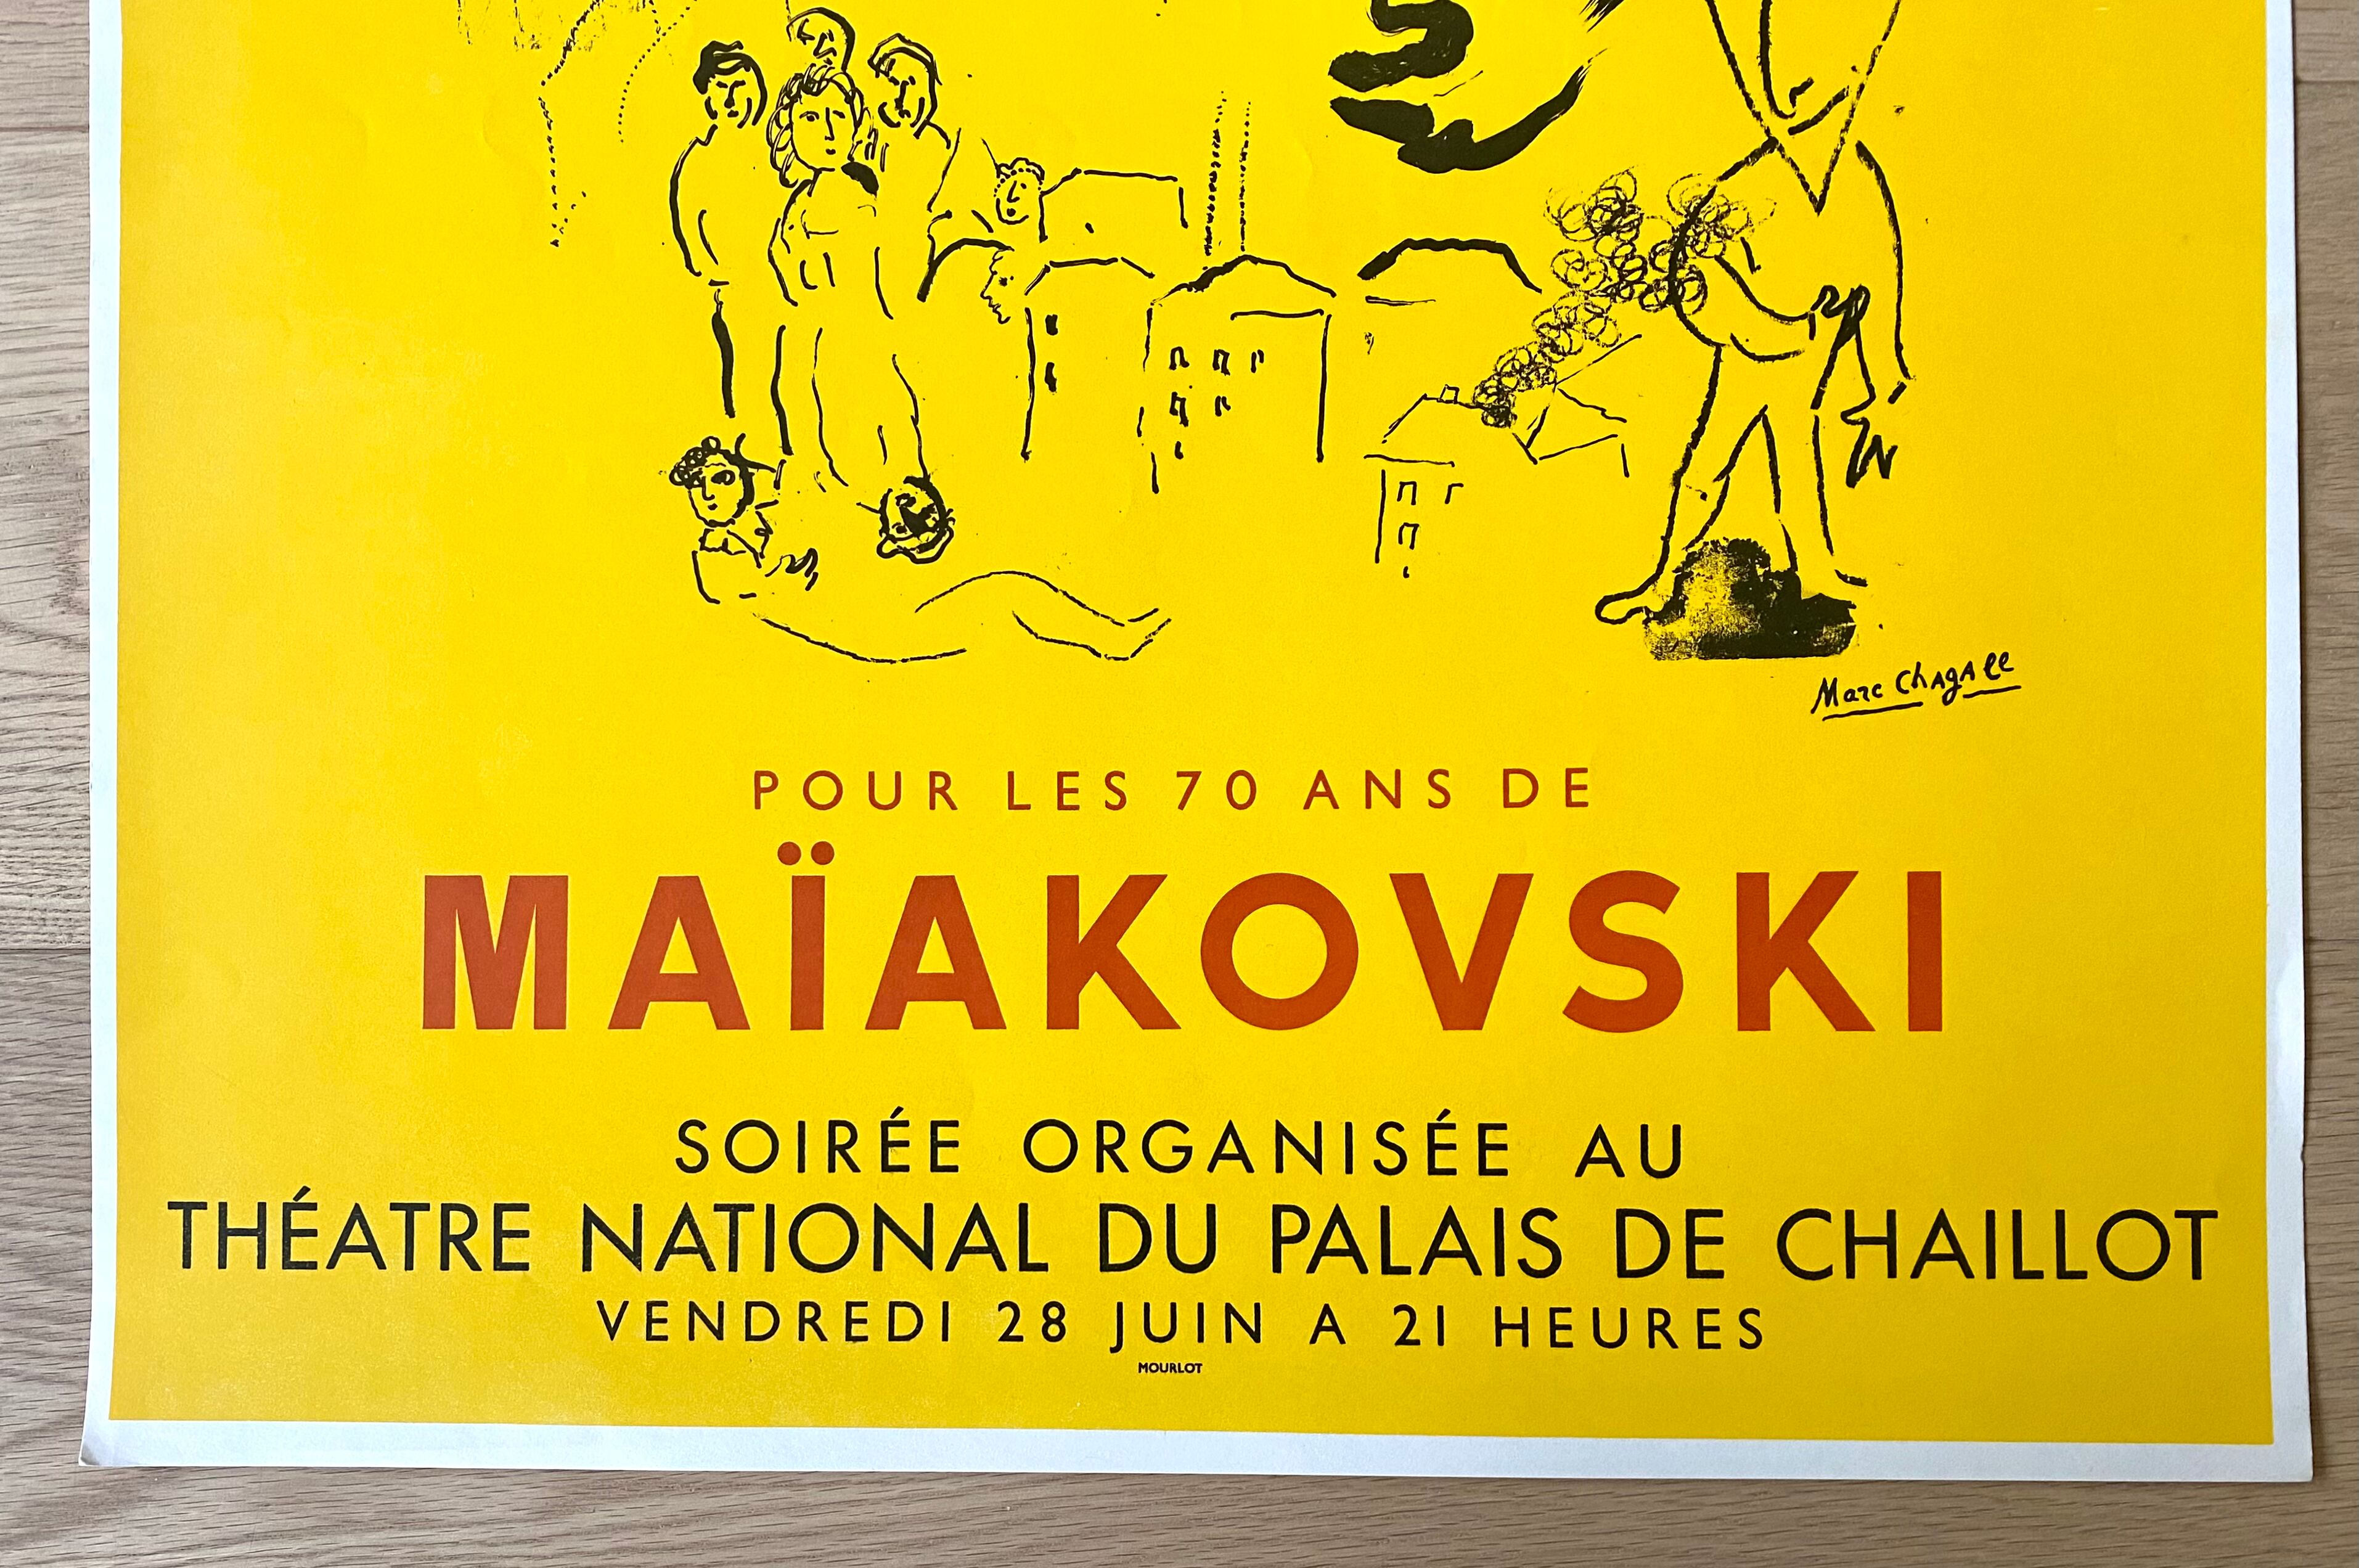 Marc Chagall
POUR LES 70 ANS DE
MAÏAKOVSKI
SOIRÉE ORGANISÉE AU
THÉATRE NATIONAL DU PALAIS DE CHAILLOT
VENDREDI 28 JUIN A 21 HEURES
MOURLOT